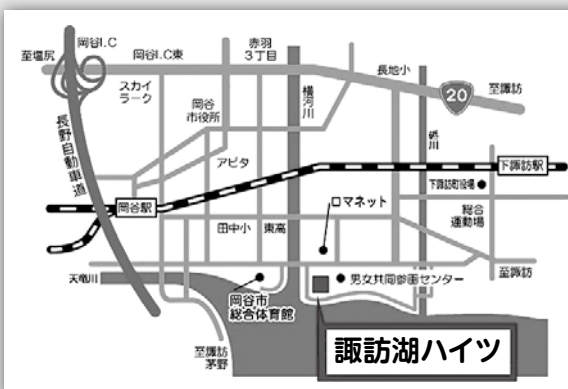 岡谷I.C
至塩尻
岡谷I.C東
赤羽
3丁目
長地小
20
至諏訪
スカイ
ラーク
岡谷
市役所
横河川
砥川
長野自動車道
アピタ
下諏訪駅
下諏訪町役場
岡谷駅
ロマネット
総合
運動場
田中小
東高
天竜川
岡谷市
総合体育館
男女共同参画センター
至諏訪
諏訪湖ハイツ
至諏訪
茅野